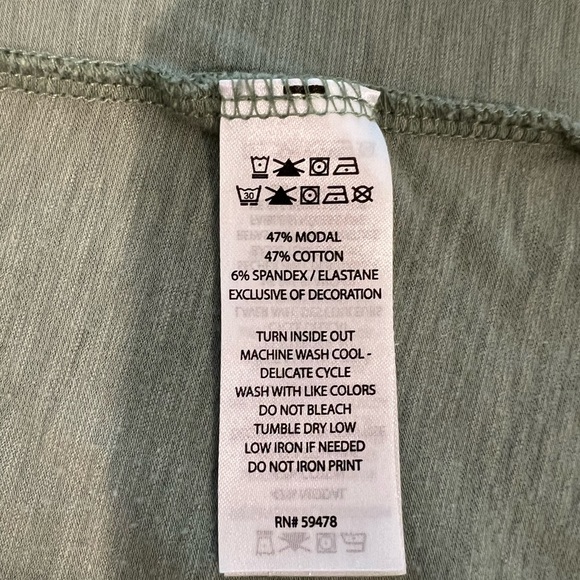 30
47% MODAL
47% COTTON
6% SPANDEX / ELASTANE
EXCLUSIVE OF DECORATION
TURN INSIDE OUT
MACHINE WASH COOL -
DELICATE CYCLE
WASH WITH LIKE COLORS
DO NOT BLEACH
TUMBLE DRY LOW
LOW IRON IF NEEDED
DO NOT IRON PRINT
RN# 59478